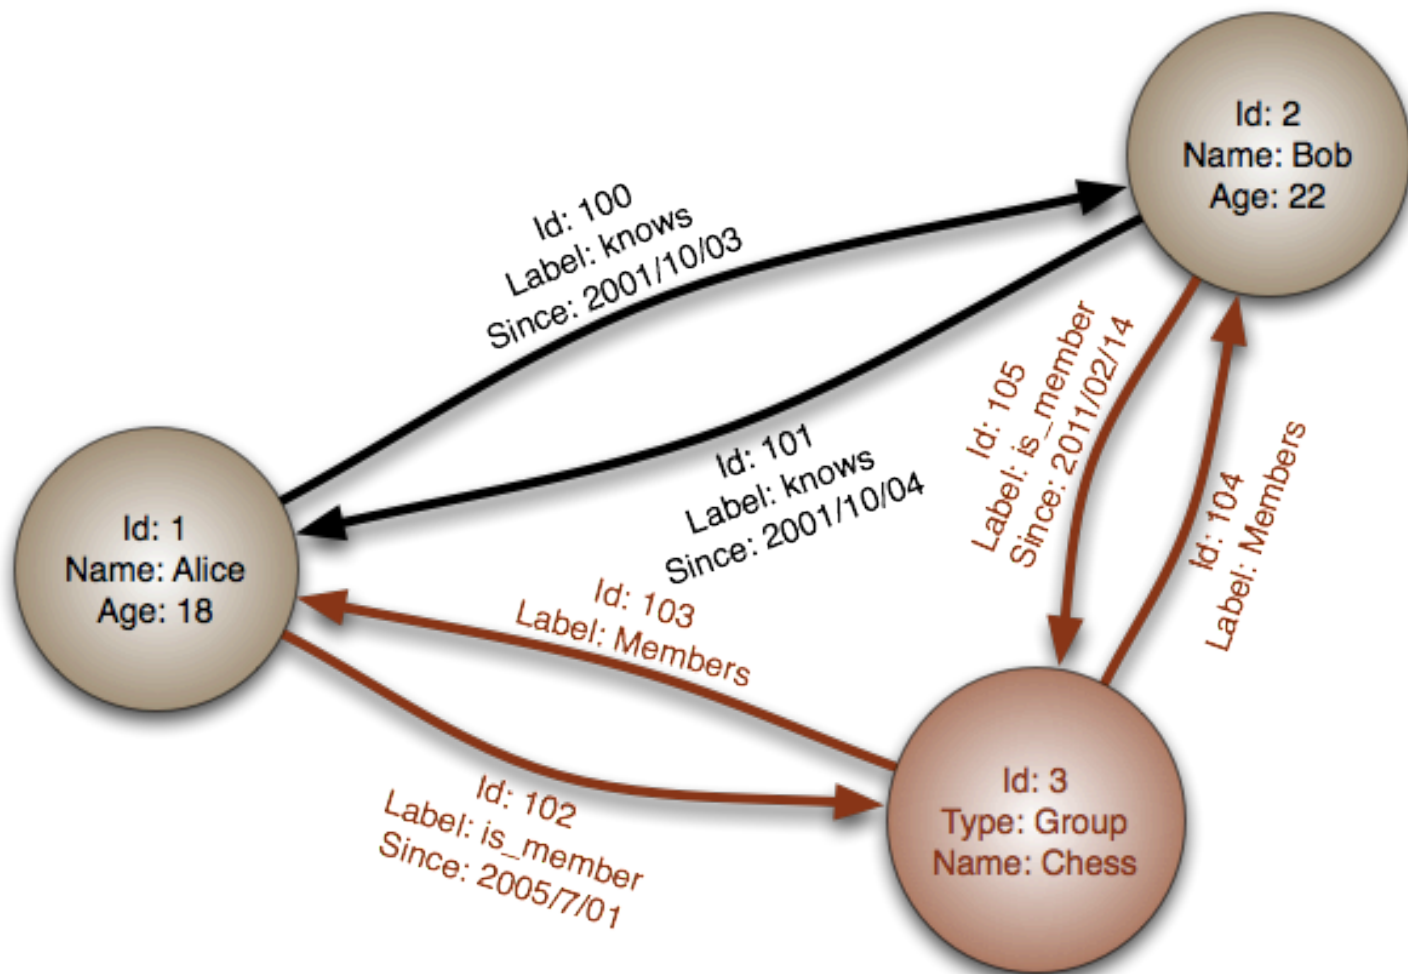 Id: 2
Name: Bob
Age: 22
Id: 100
Label: knows
Since: 2001/10/03
Id: 101
Label: knows
Since: 2001/10/04
Id: 105
Label: is_member
Since: 2011/02/14
Id: 104
Label: Members
Id: 1
Name: Alice
Age: 18
Id: 103
Label: Members
Id: 102
Label: is_member
Since: 2005/7/01
Id: 3
Type: Group
Name: Chess